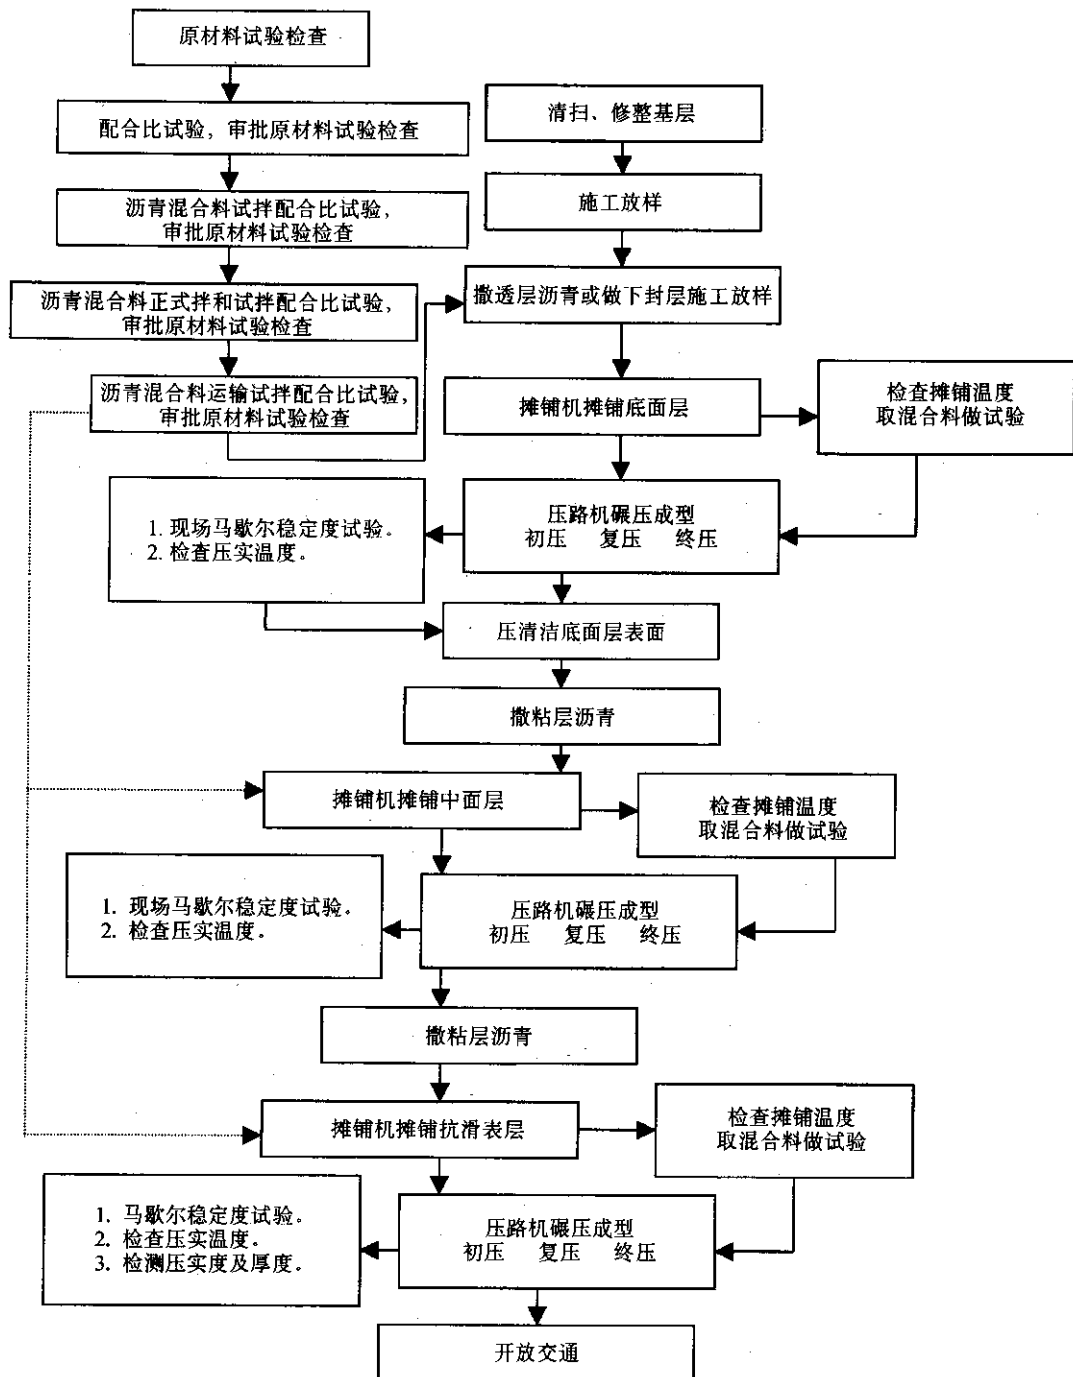 原材料试验检查
配合比试验，审批原材料试验检查
沥青混合料试拌配合比试验，
审批原材料试验检查
沥青混合料正式拌和试拌配合比试验，
审批原材料试验检查
沥青混合料运输试拌配合比试验，
审批原材料试验检查
清扫、修整基层
施工放样
撒透层沥青或做下封层施工放样
摊铺机摊铺底面层
检查摊铺温度
取混合料做试验
压路机碾压成型
初压 复压 终压
1. 现场马歇尔稳定度试验。
2. 检查压实温度。
压清洁底面层表面
撒粘层沥青
摊铺机摊铺中面层
检查摊铺温度
取混合料做试验
压路机碾压成型
初压 复压 终压
1. 现场马歇尔稳定度试验。
2. 检查压实温度。
撒粘层沥青
摊铺机摊铺抗滑表层
检查摊铺温度
取混合料做试验
压路机碾压成型
初压 复压 终压
1. 马歇尔稳定度试验。
2. 检查压实温度。
3. 检测压实度及厚度。
开放交通